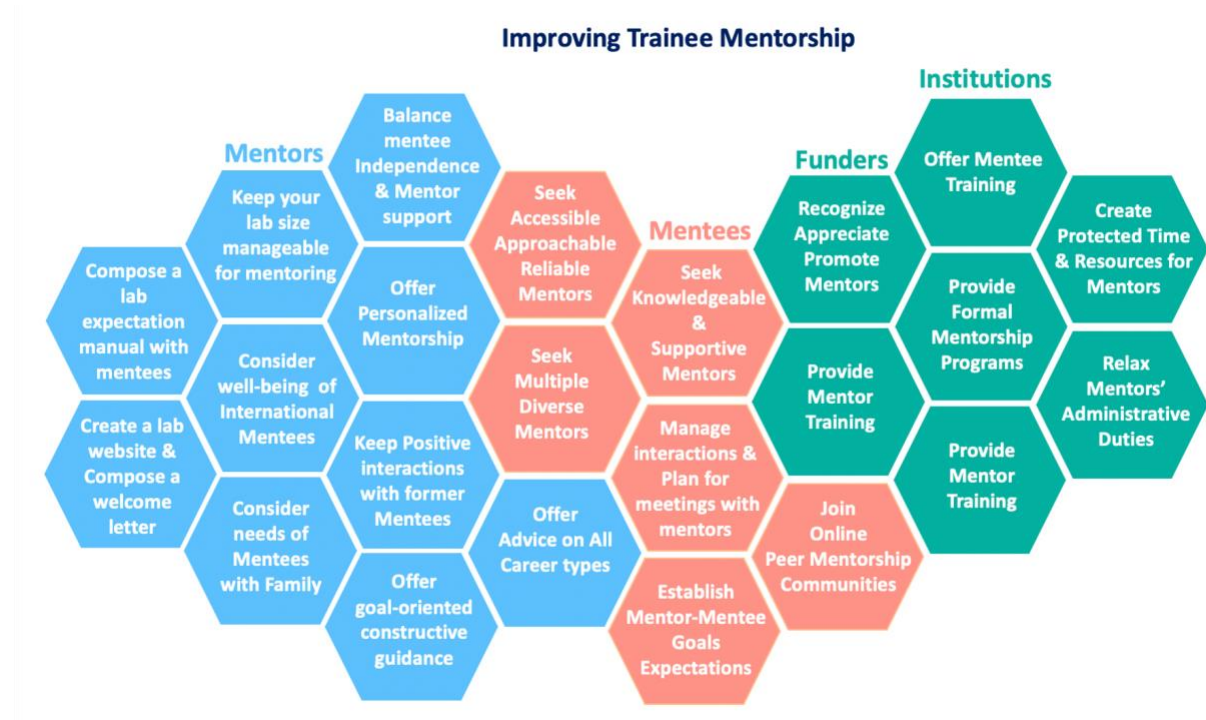 Improving Trainee Mentorship
Mentors
Compose a
lab
expectation
manual with
mentees
Create a lab
website &
Compose a
welcome
letter
Keep your
lab size
manageable
for mentoring
Consider
well-being of
International
Mentees
Consider
needs of
Mentees
with Family
Balance
mentee
Independence
& Mentor
support
Offer
Personalized
Mentorship
Keep Positive
interactions
with former
Mentees
Offer
goal-oriented
constructive
guidance
Offer
Advice on All
Career types
Mentees
Seek
Accessible
Approachable
Reliable
Mentors
Seek
Multiple
Diverse
Mentors
Seek
Knowledgeable
&
Supportive
Mentors
Manage
interactions &
Plan for
meetings with
mentors
Establish
Mentor-Mentee
Goals
Expectations
Join
Online
Peer Mentorship
Communities
Funders
Recognize
Appreciate
Promote
Mentors
Provide
Mentor
Training
Institutions
Offer Mentee
Training
Provide
Formal
Mentorship
Programs
Provide
Mentor
Training
Create
Protected Time
& Resources for
Mentors
Relax
Mentors’
Administrative
Duties